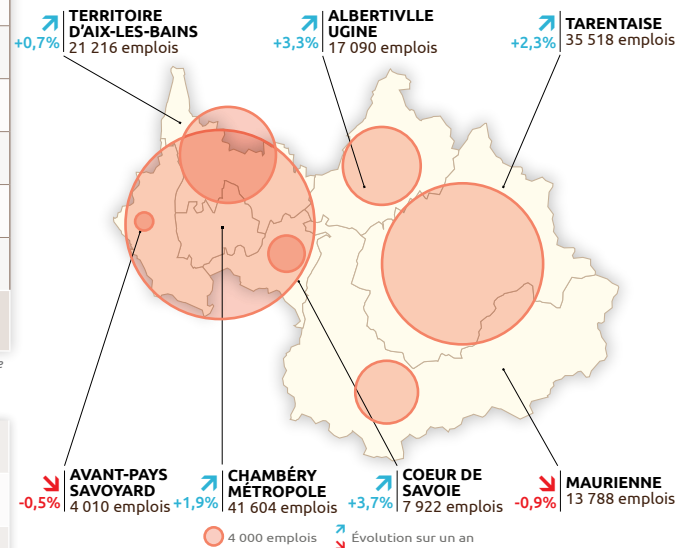 TERRITOIRE
D'AIX-LES-BAINS
+0,7%
21 216 emplois
ALBERTIVLLE
UGINE
+3,3%
17 090 emplois
TARENTAISE
+2,3%
35 518 emplois
e
AVANT-PAYS
SAVOYARD
-0,5%
4 010 emplois
CHAMBÉRY
MÉTROPOLE
+1,9%
41 604 emplois
COEUR DE
SAVOIE
+3,7%
7 922 emplois
MAURIENNE
-0,9%
13 788 emplois
4 000 emplois
Évolution sur un an